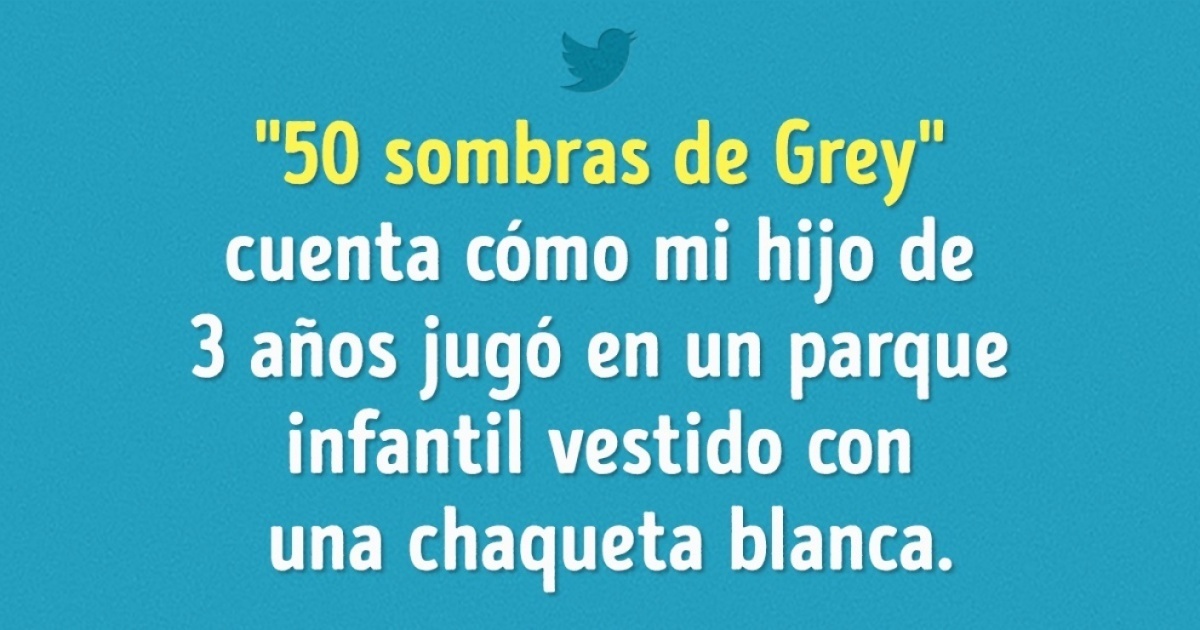 "50 sombras de Grey"
cuenta cómo mi hijo de
3 años jugó en un parque
infantil vestido con
una chaqueta blanca.